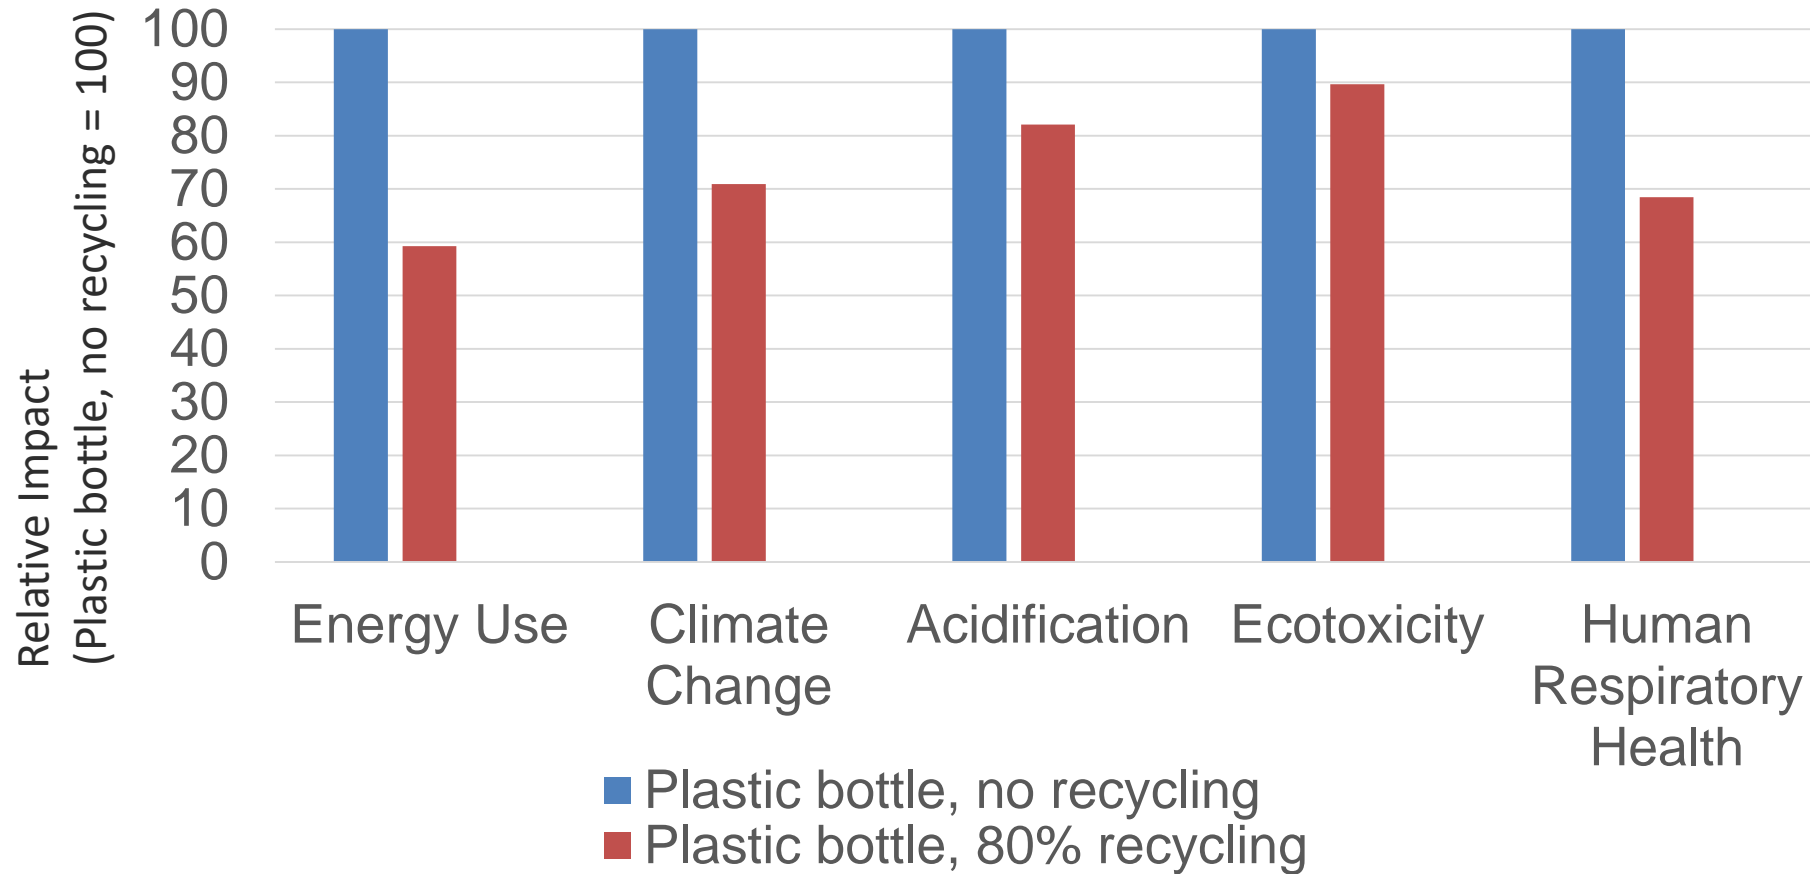 Relative Impact
(Plastic bottle, no recycling = 100)
100
90
80
70
60
50
40
30
20
10
0
Energy Use
Climate
Change
Acidification
Ecotoxicity
Human
Respiratory
Health
Plastic bottle, no recycling
Plastic bottle, 80% recycling